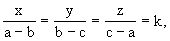 x/(a − b) = y/(b − c) = z/(c − a) = k,